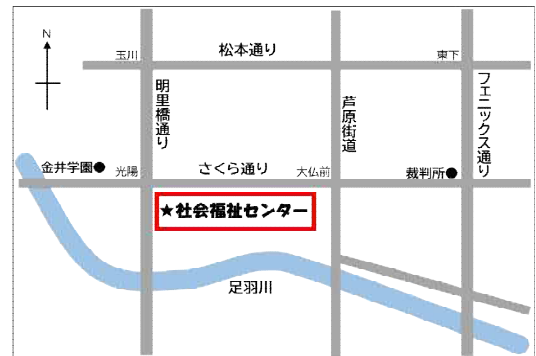 N
玉川
松本通り
東下
明里橋通り
芦原街道
フェニックス通り
金井学園●
光陽
さくら通り
大仏前
裁判所●
★社会福祉センター
足羽川